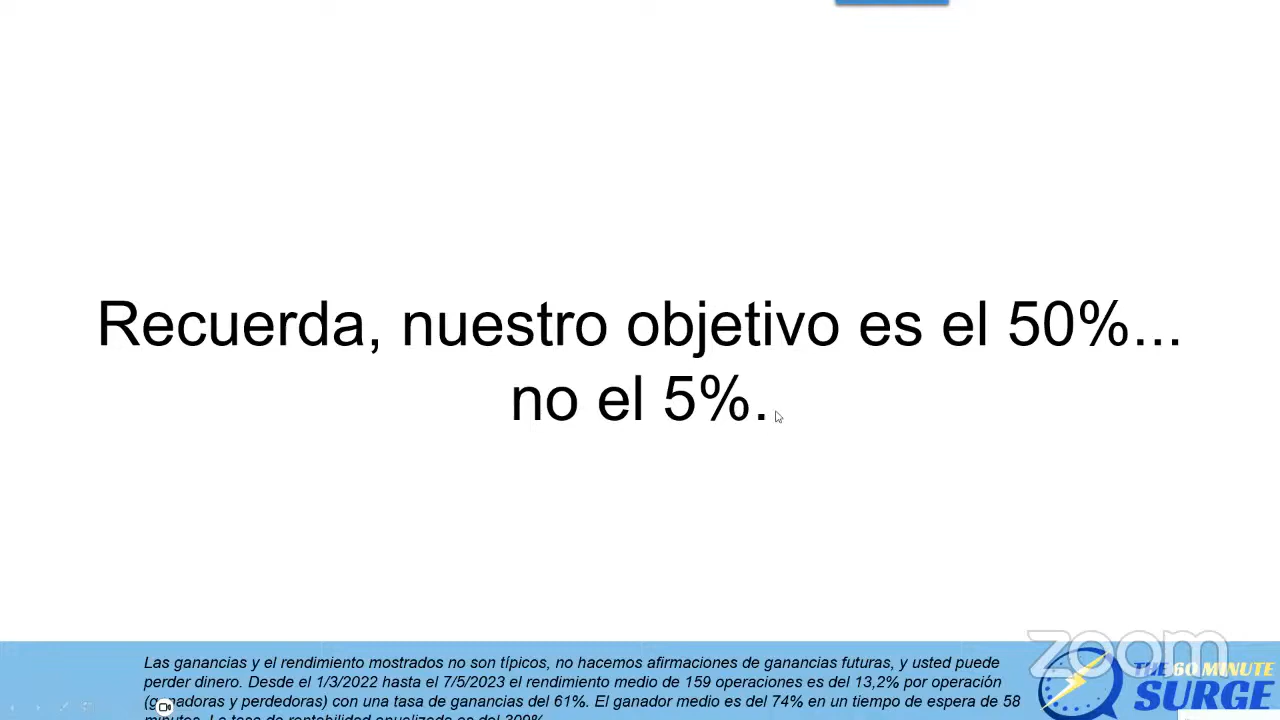 Recuerda, nuestro objetivo es el 50%...
no el 5%.
Las ganancias y el rendimiento mostrados no son típicos, no hacemos afirmaciones de ganancias futuras, y usted puede
perder dinero. Desde el 1/3/2022 hasta el 7/5/2023 el rendimiento medio de 159 operaciones es del 13,2% por operación
y perdedoras) con una tasa de ganancias del 61%. El ganador medio es del 74% en un tiempo de espera de 58
zoom
THE 60 MINUTE
SURGE